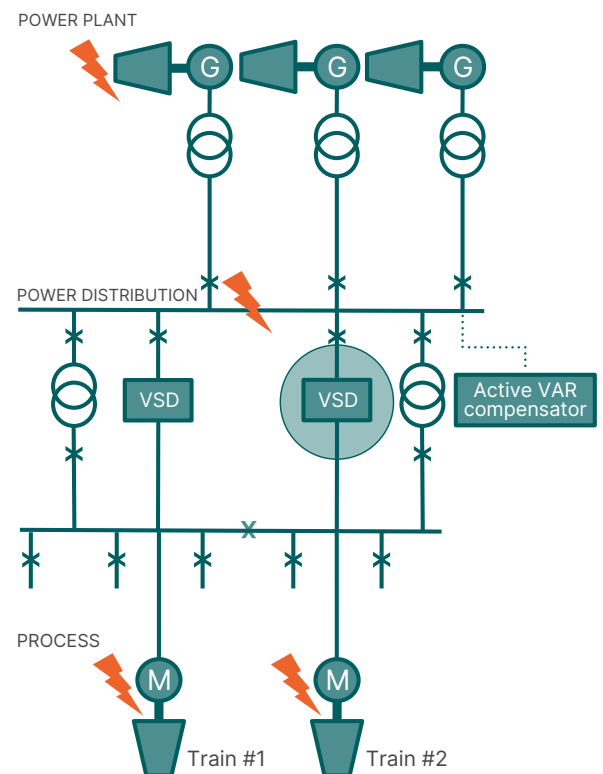 POWER PLANT
G
G
G
POWER DISTRIBUTION
VSD
VSD
Active VAR
compensator
X
PROCESS
M
M
Train #1
Train #2